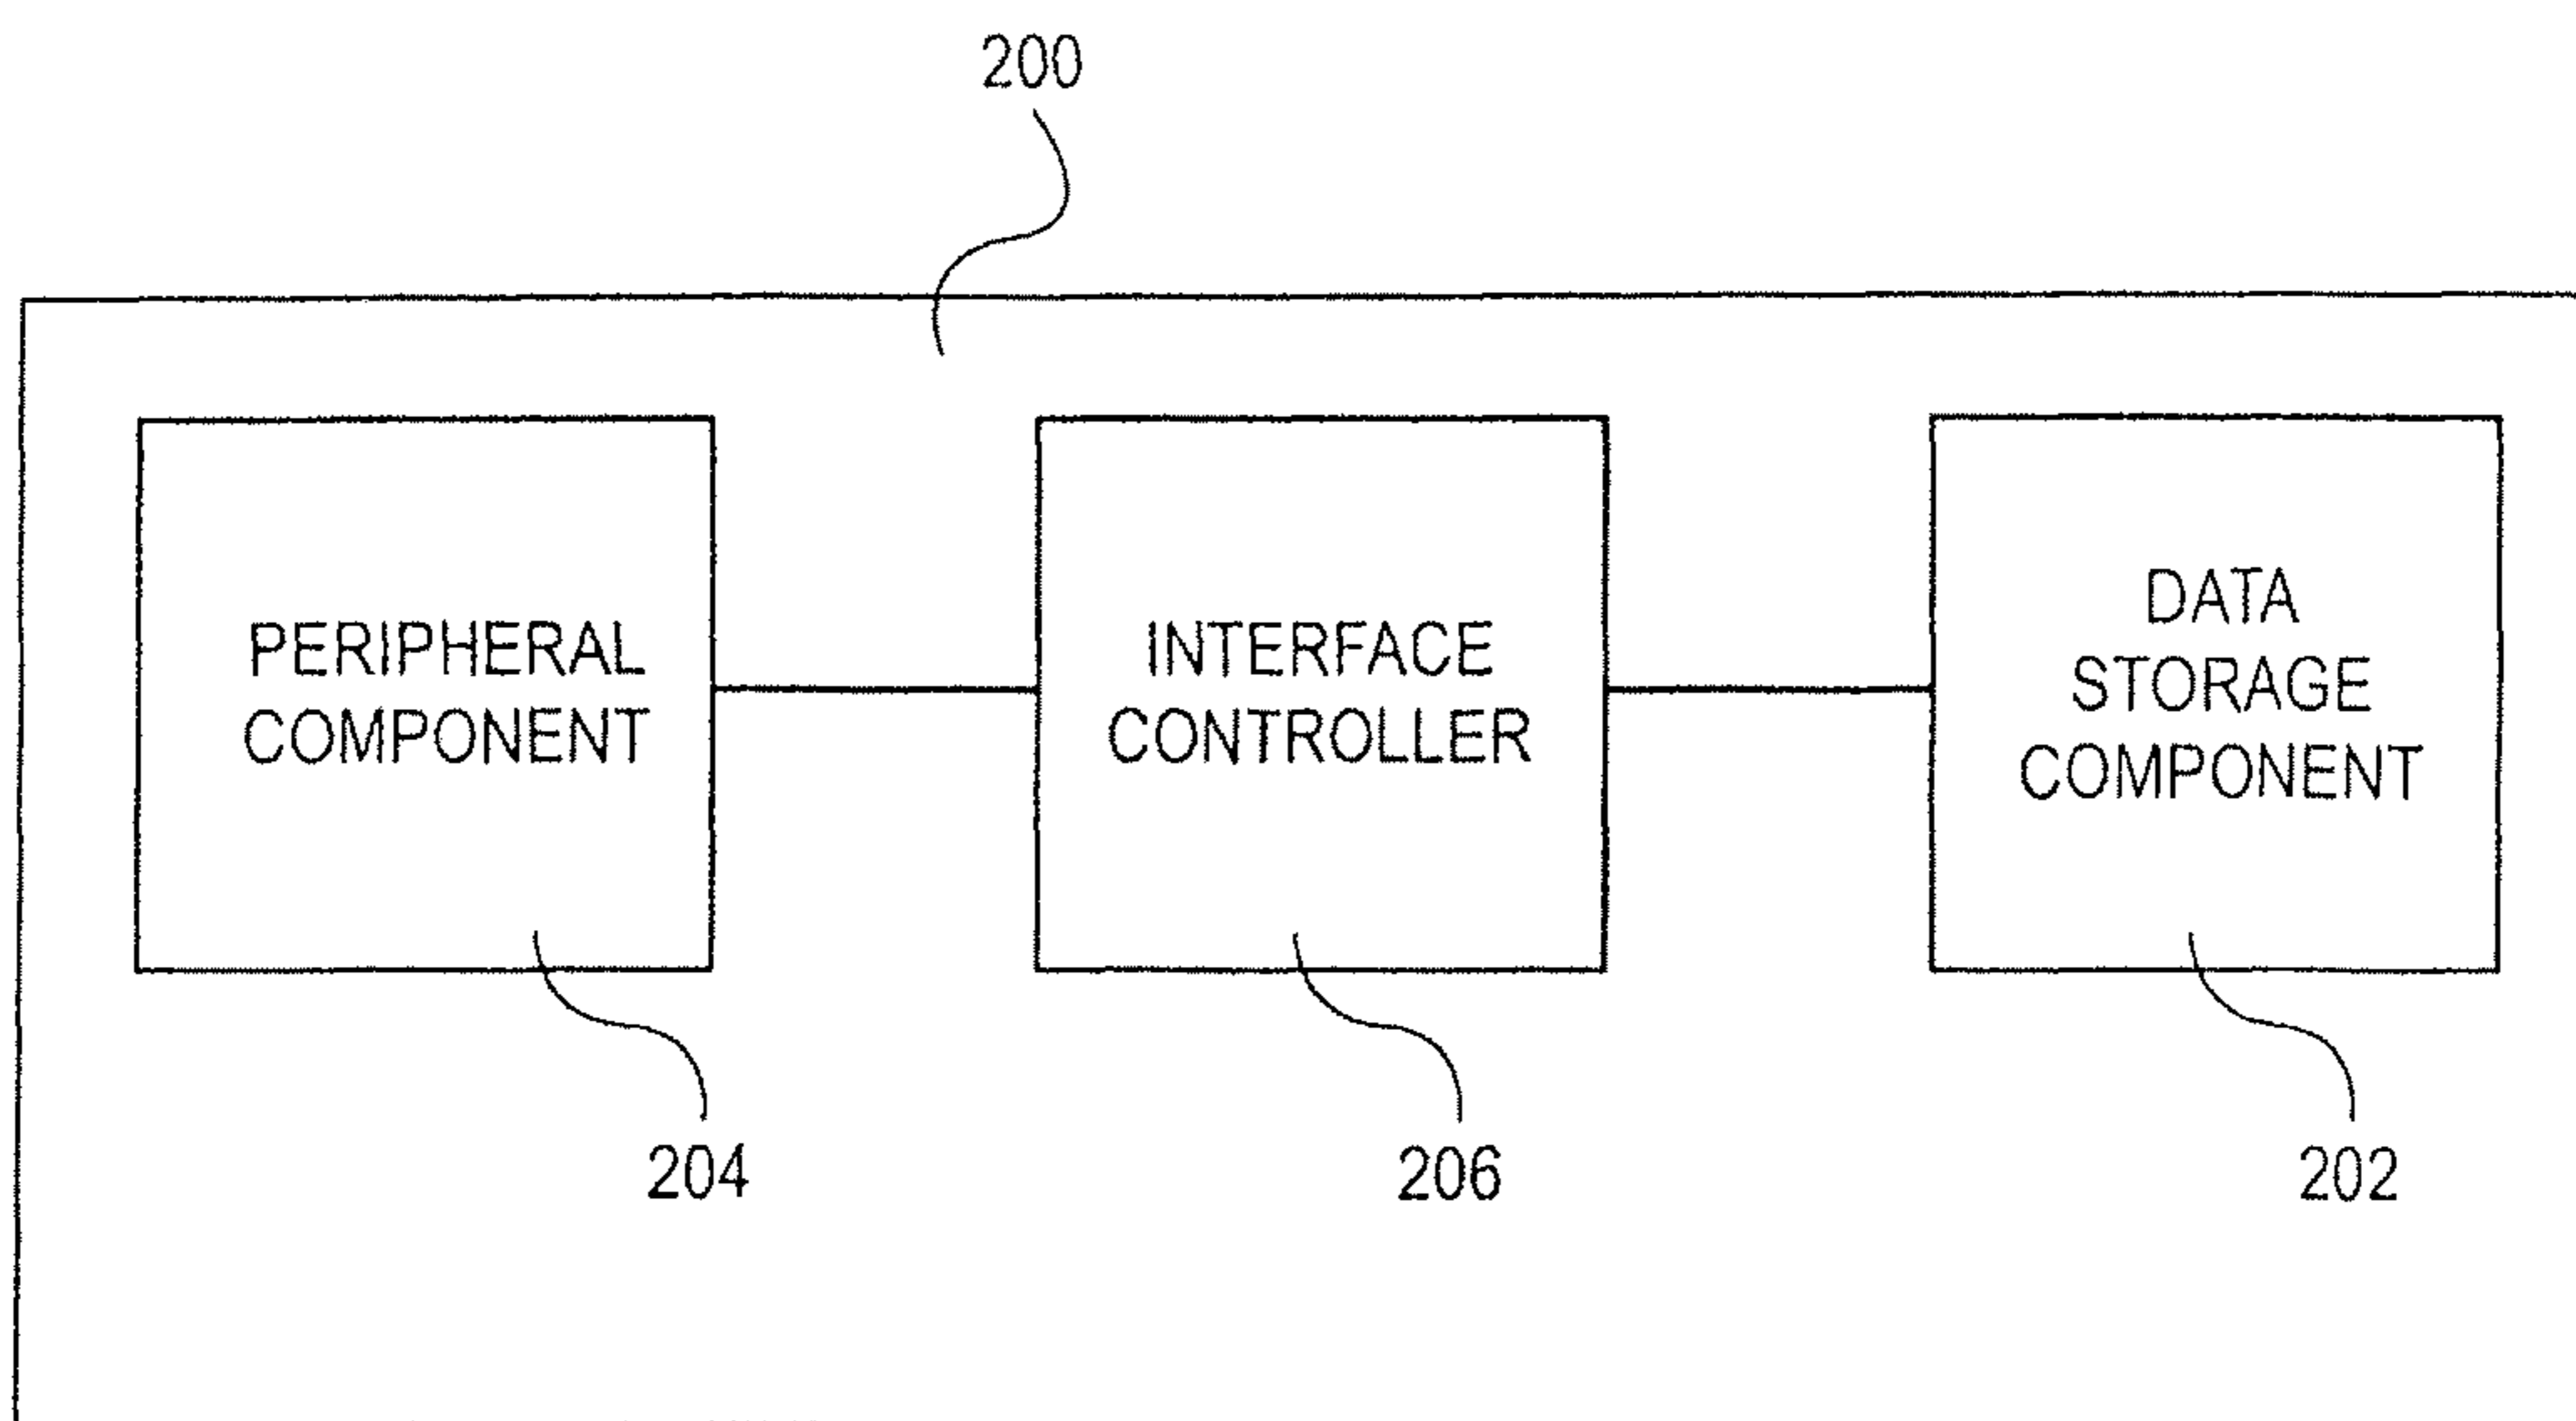 200
PERIPHERAL
COMPONENT
INTERFACE
CONTROLLER
DATA
STORAGE
COMPONENT
204
206
202